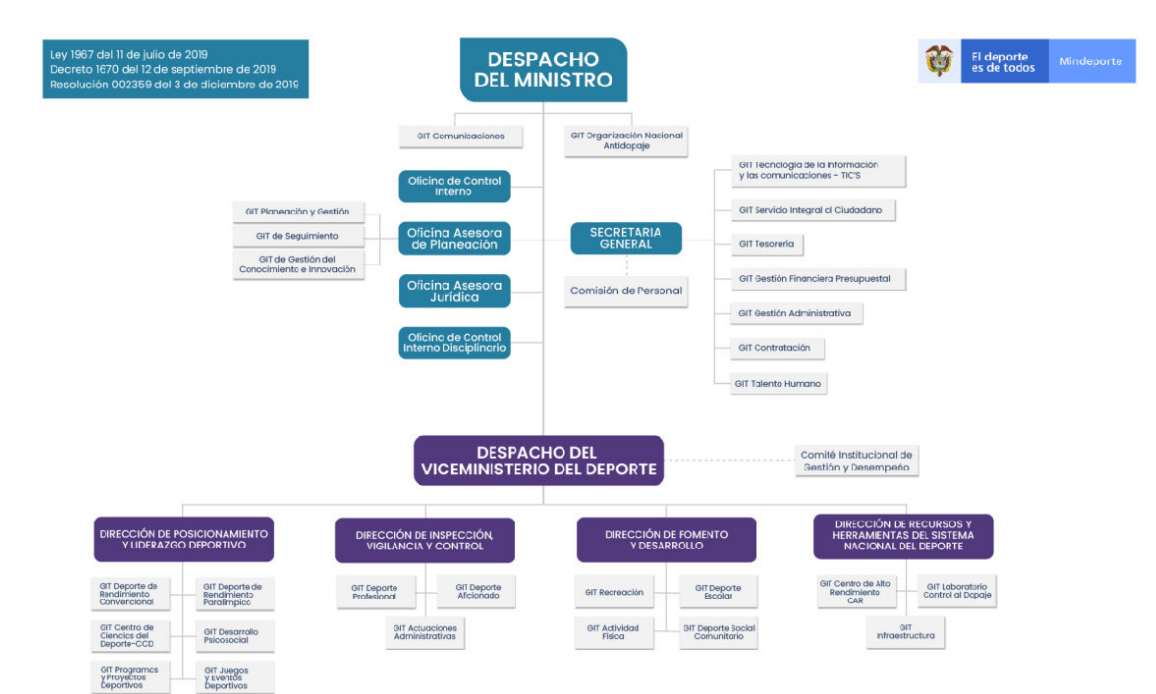 Ley 1967 del 11 de julio de 2019
Decreto 1670 del 12 de septiembre de 2019
Resolución 002359 del 3 de diciembre de 2019
DESPACHO
DEL MINISTRO
El deporte
es de todos
Mindeporte
GIT Comunicaciones
GIT Organización Nacional
Antidopaje
GIT Tecnología de la Información
y las comunicaciones - TIC'S
Oficina de Control
Interno
GIT Planeación y Gestión
GIT de Seguimiento
GIT de Gestión del
Conocimiento e Innovación
Oficina Asesora
de Planeación
SECRETARIA
GENERAL
GIT Servicio Integral al Ciudadano
GIT Tesorería
GIT Gestión Financiera Presupuestal
Oficina Asesora
Jurídica
Comisión de Personal
GIT Gestión Administrativa
Oficina de Control
Interno Disciplinario
GIT Contratación
GIT Talento Humano
DESPACHO DEL
VICEMINISTERIO DEL DEPORTE
Comité Institucional de
Gestión y Desempeño
DIRECCIÓN DE POSICIONAMIENTO
Y LIDERAZGO DEPORTIVO
DIRECCIÓN DE INSPECCIÓN,
VIGILANCIA Y CONTROL
DIRECCIÓN DE FOMENTO
Y DESARROLLO
DIRECCIÓN DE RECURSOS Y
HERRAMIENTAS DEL SISTEMA
NACIONAL DEL DEPORTE
GIT Deporte de
Rendimiento
Convencional
GIT Deporte de
Rendimiento
Paralímpico
GIT Centro de
Ciencias del
Deporte-CCD
GIT Desarrollo
Psicosocial
GIT Programas
y Proyectos
Deportivos
GIT Juegos
y Eventos
Deportivos
GIT Deporte
Profesional
GIT Deporte
Aficionado
GIT Actuaciones
Administrativas
GIT Recreación
GIT Deporte
Escolar
GIT Actividad
Física
GIT Deporte Social
Comunitario
GIT Centro de Alto
Rendimiento
CAR
GIT Laboratorio
Control al Dopaje
GIT
Infraestructura